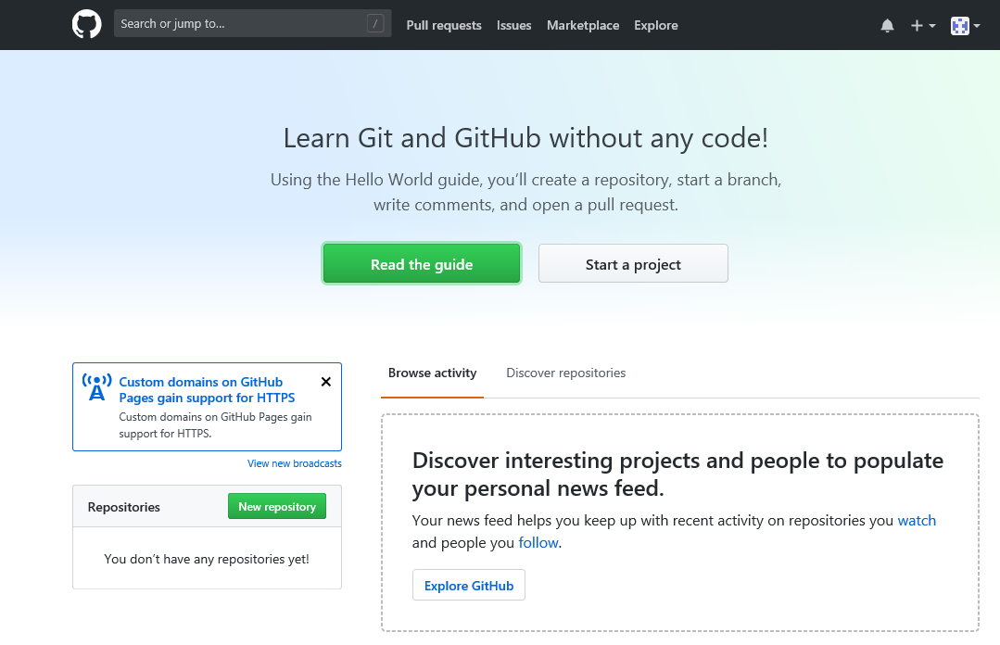 Search or jump to...
/
Pull requests
Issues
Marketplace
Explore
Learn Git and GitHub without any code!
Using the Hello World guide, you’ll create a repository, start a branch,
write comments, and open a pull request.
Read the guide
Start a project
Custom domains on GitHub
Pages gain support for HTTPS
Custom domains on GitHub Pages gain
support for HTTPS.
View new broadcasts
Repositories
New repository
You don’t have any repositories yet!
Browse activity
Discover repositories
Discover interesting projects and people to populate
your personal news feed.
Your news feed helps you keep up with recent activity on repositories you watch
and people you follow.
Explore GitHub